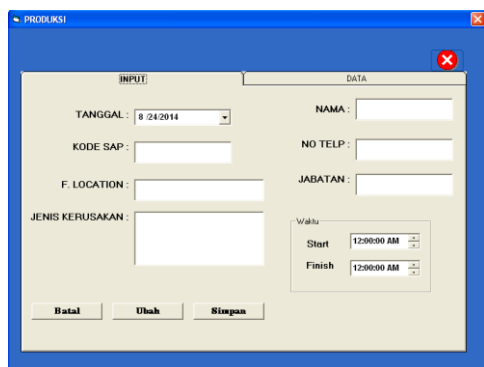 PRODUKSI
INPUT
DATA
TANGGAL : 8 /24/2014
KODE SAP :
F. LOCATION :
JENIS KERUSAKAN :
NAMA :
NO TELP :
JABATAN :
Waktu
Start 12:00:00 AM
Finish 12:00:00 AM
Batal Ubah Simpan